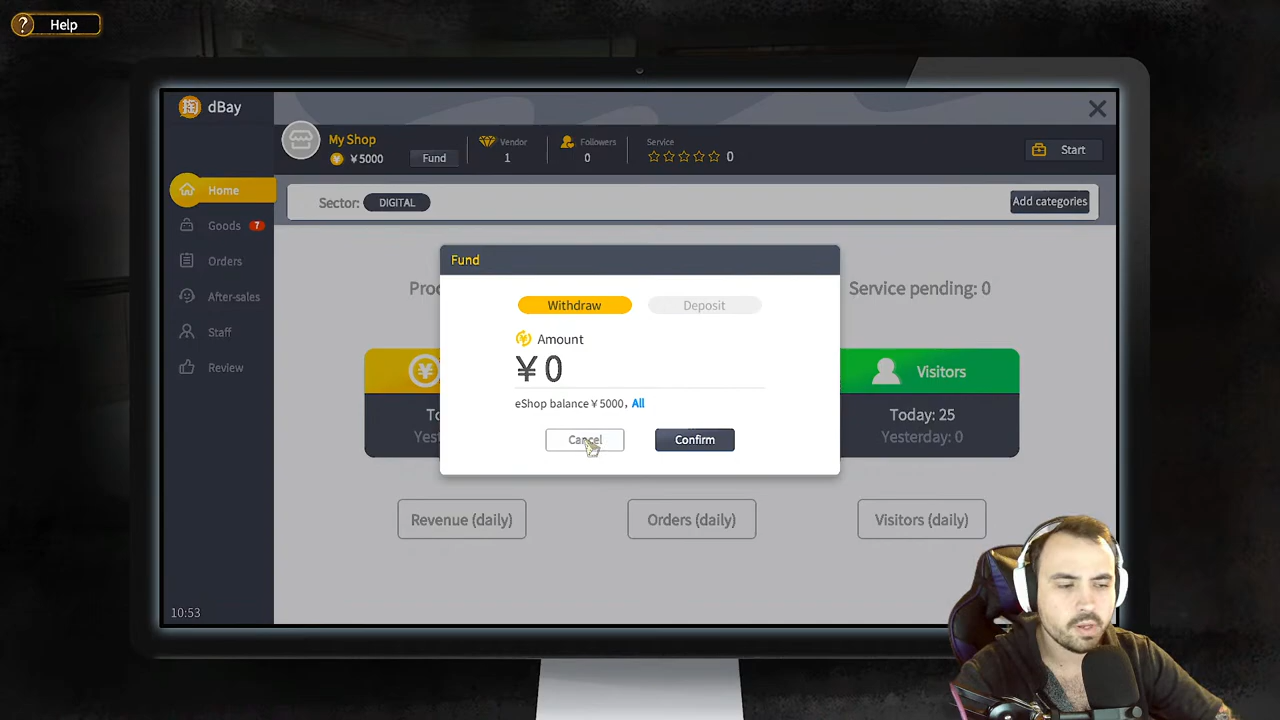 ? Help
掏 dBay
My Shop
¥ ￥5000
Fund
Vendor
1
Followers
0
Service
0
Start
Home
Goods 7
Orders
After-sales
Staff
Review
10:53
Sector: DIGITAL
Add categories
Service pending: 0
Visitors
Today: 25
Yesterday: 0
Fund
Withdraw
Deposit
Amount
￥0
eShop balance￥5000，All
Cancel
Confirm
Revenue (daily)
Orders (daily)
Visitors (daily)